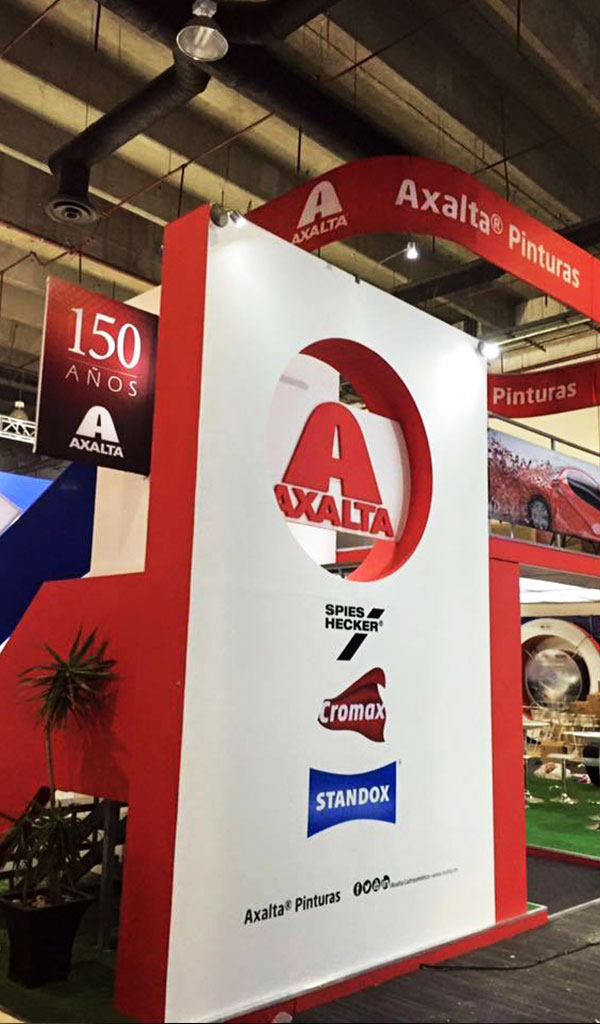 AXALTA
Axalta® Pinturas
150
AÑOS
AXALTA
Pinturas
AXALTA
SPIES
HECKER®
Cromax
STANDOX
Axalta® Pinturas